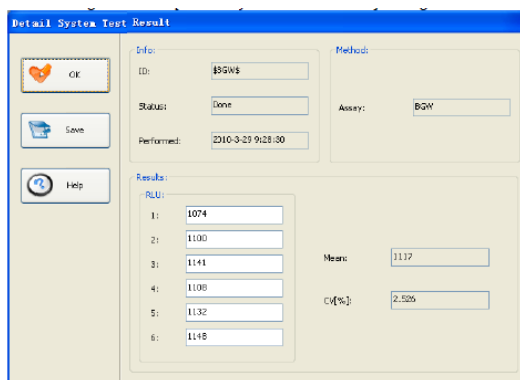 Detail System Test Result
OK
Save
Help
Info:
ID: $BGW$
Status: Done
Performed: 2010-3-29 9:28:30
Method:
Assay: BGW
Results:
RLU:
1: 1074
2: 1100
3: 1141
4: 1108
5: 1132
6: 1148
Mean: 1117
CV[%]: 2.526